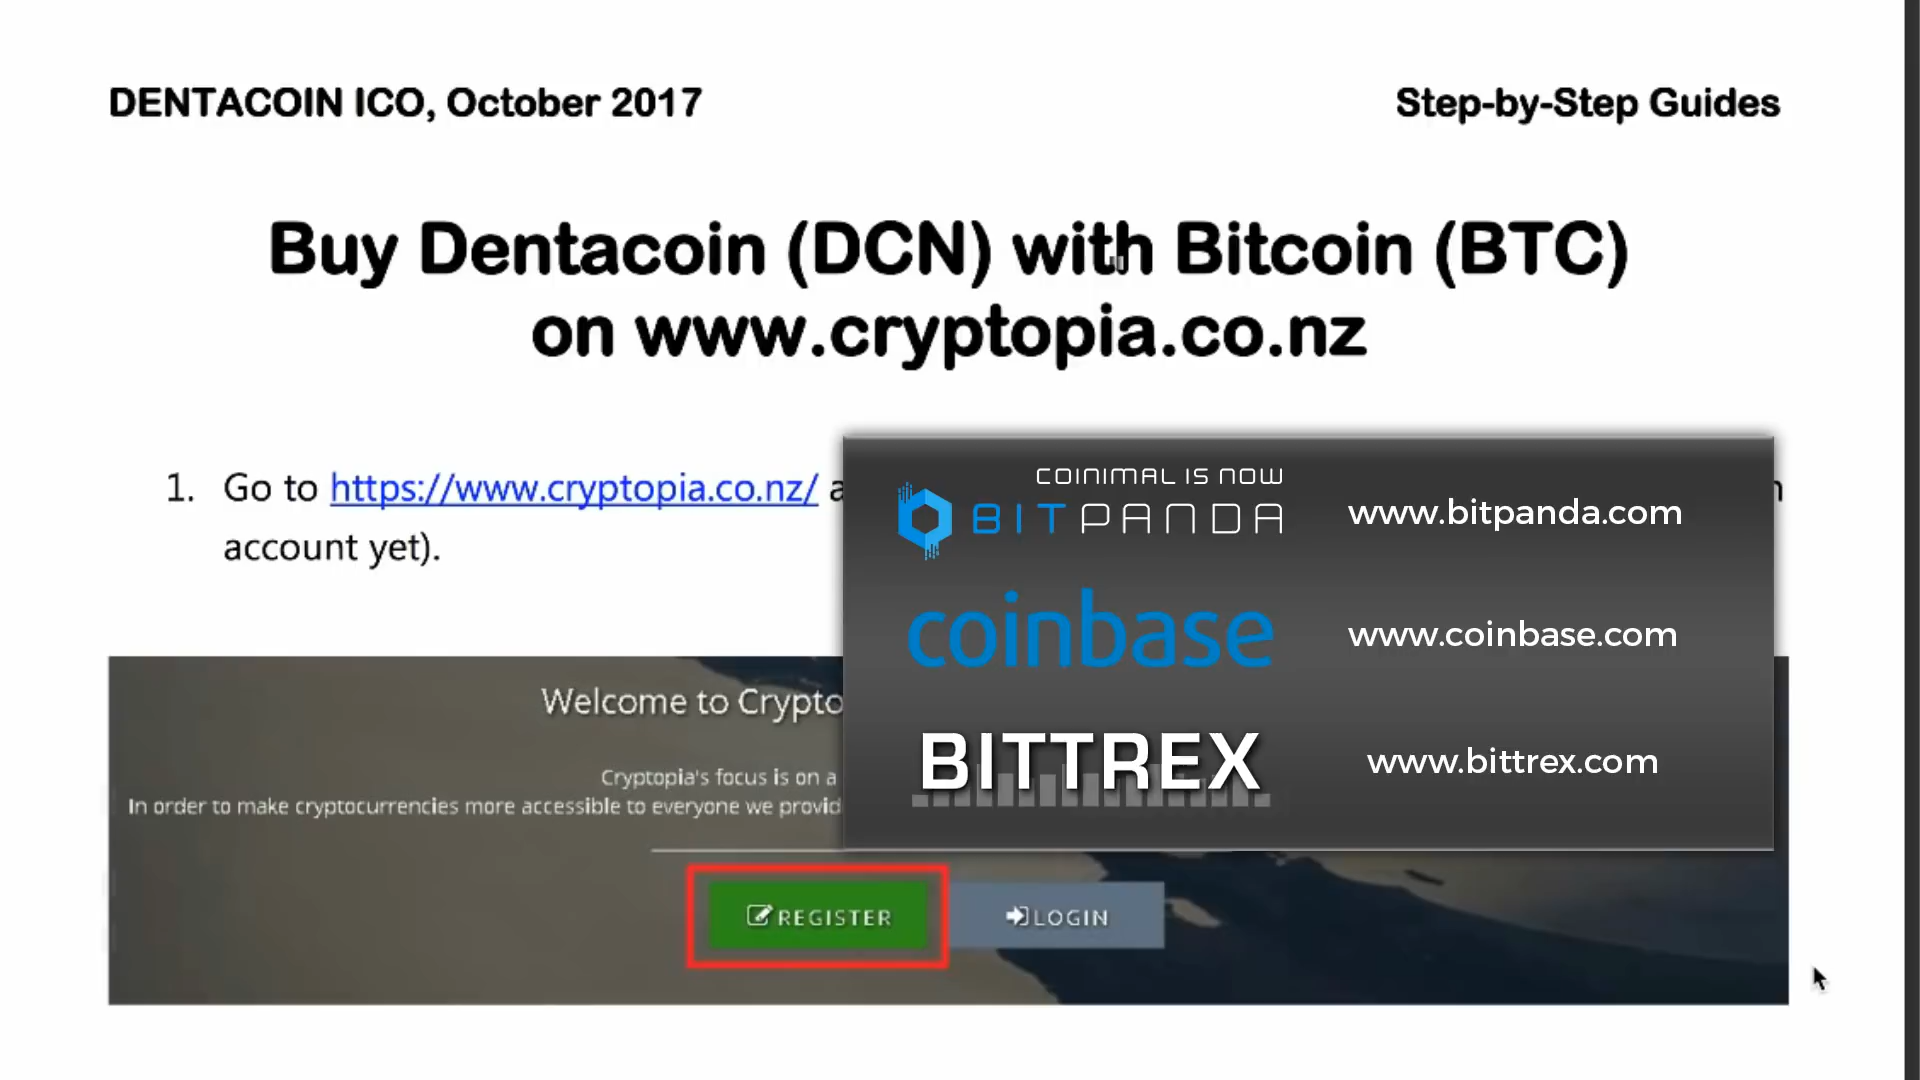 DENTACOIN ICO, October 2017
Step-by-Step Guides
Buy Dentacoin (DCN) with Bitcoin (BTC)
on www.cryptopia.co.nz
1. Go to https://www.cryptopia.co.nz/
account yet).
COINIMAL IS NOW
BITPANDA
www.bitpanda.com
coinbase
www.coinbase.com
BITTREX
www.bittrex.com
Welcome to Crypto
Cryptopia's focus is on a
In order to make cryptocurrencies more accessible to everyone we provid
REGISTER
LOGIN